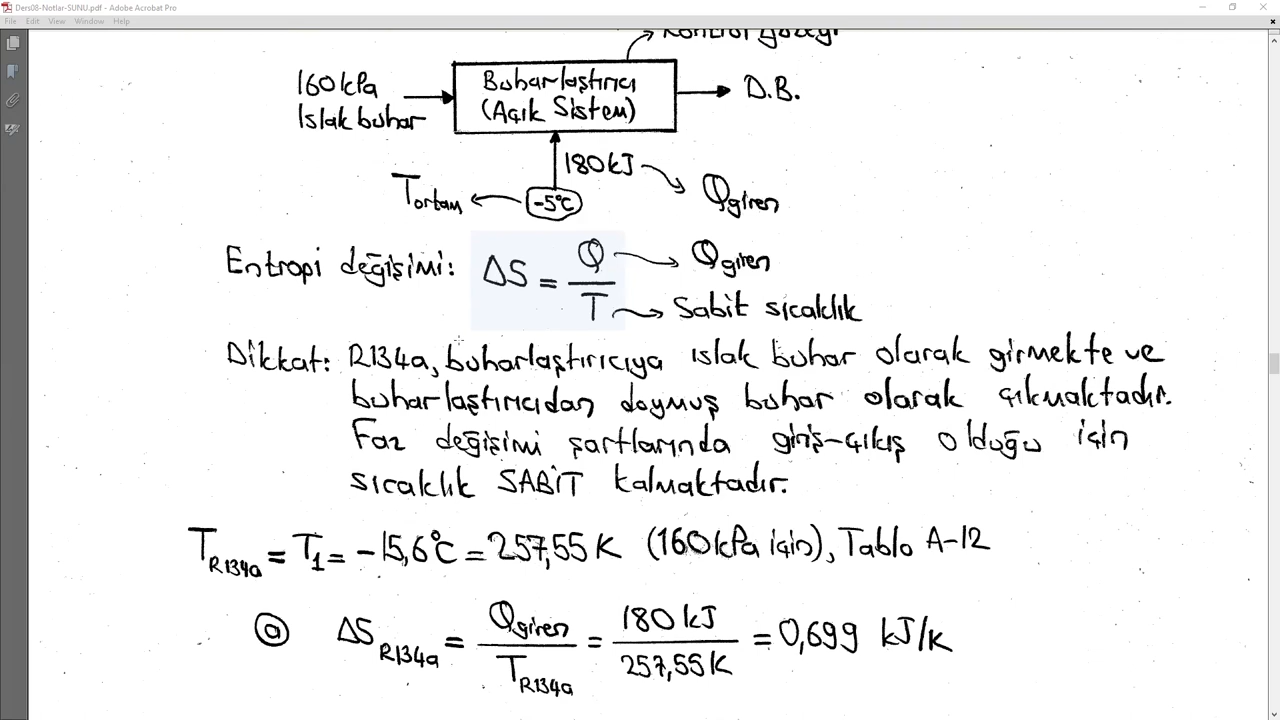 Ders08-Notlar-SUNU.pdf - Adobe Acrobat Pro
File Edit View Window Help
Kontrol yüzeyi
160 kPa
Islak buhar
Buharlaştırıcı
(Açık Sistem)
D.B.
180 kJ
Qgiren
Tortam
-5°C
Entropi değişimi: ΔS = Q/T
Qgiren
Sabit sıcaklık
Dikkat: R134a, buharlaştırıcıya ıslak buhar olarak girmekte ve
buharlaştırıcıdan doymuş buhar olarak çıkmaktadır.
Faz değişimi şartlarında giriş-çıkış olduğu için
sıcaklık SABİT kalmaktadır.
TR134a = T1 = -15,6°C = 257,55 K (160 kPa için), Tablo A-12
(a) ΔSR134a = Qgiren/TR134a = 180 kJ/257,55 K = 0,699 kJ/K